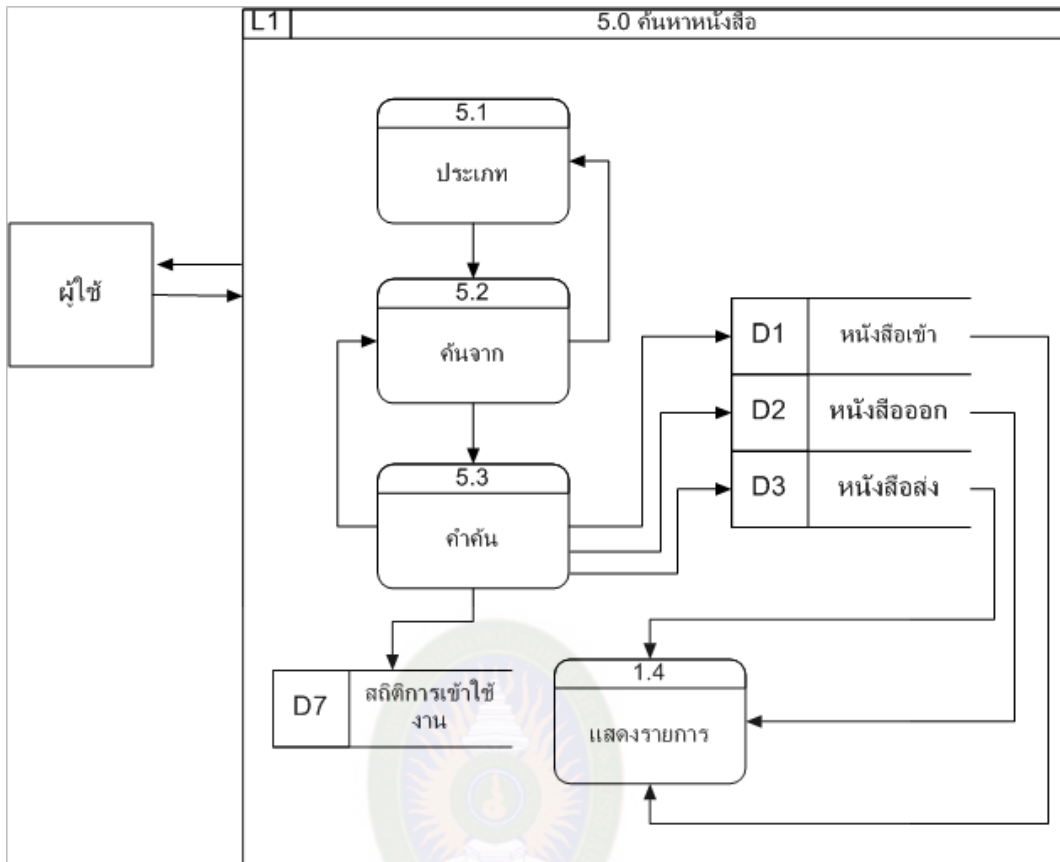 L1
5.0 ค้นหาหนังสือ
5.1
ประเภท
ผู้ใช้
5.2
ค้นจาก
D1 หนังสือเข้า
D2 หนังสือออก
D3 หนังสือส่ง
5.3
คำค้น
D7 สถิติการเข้าใช้
งาน
1.4
แสดงรายการ